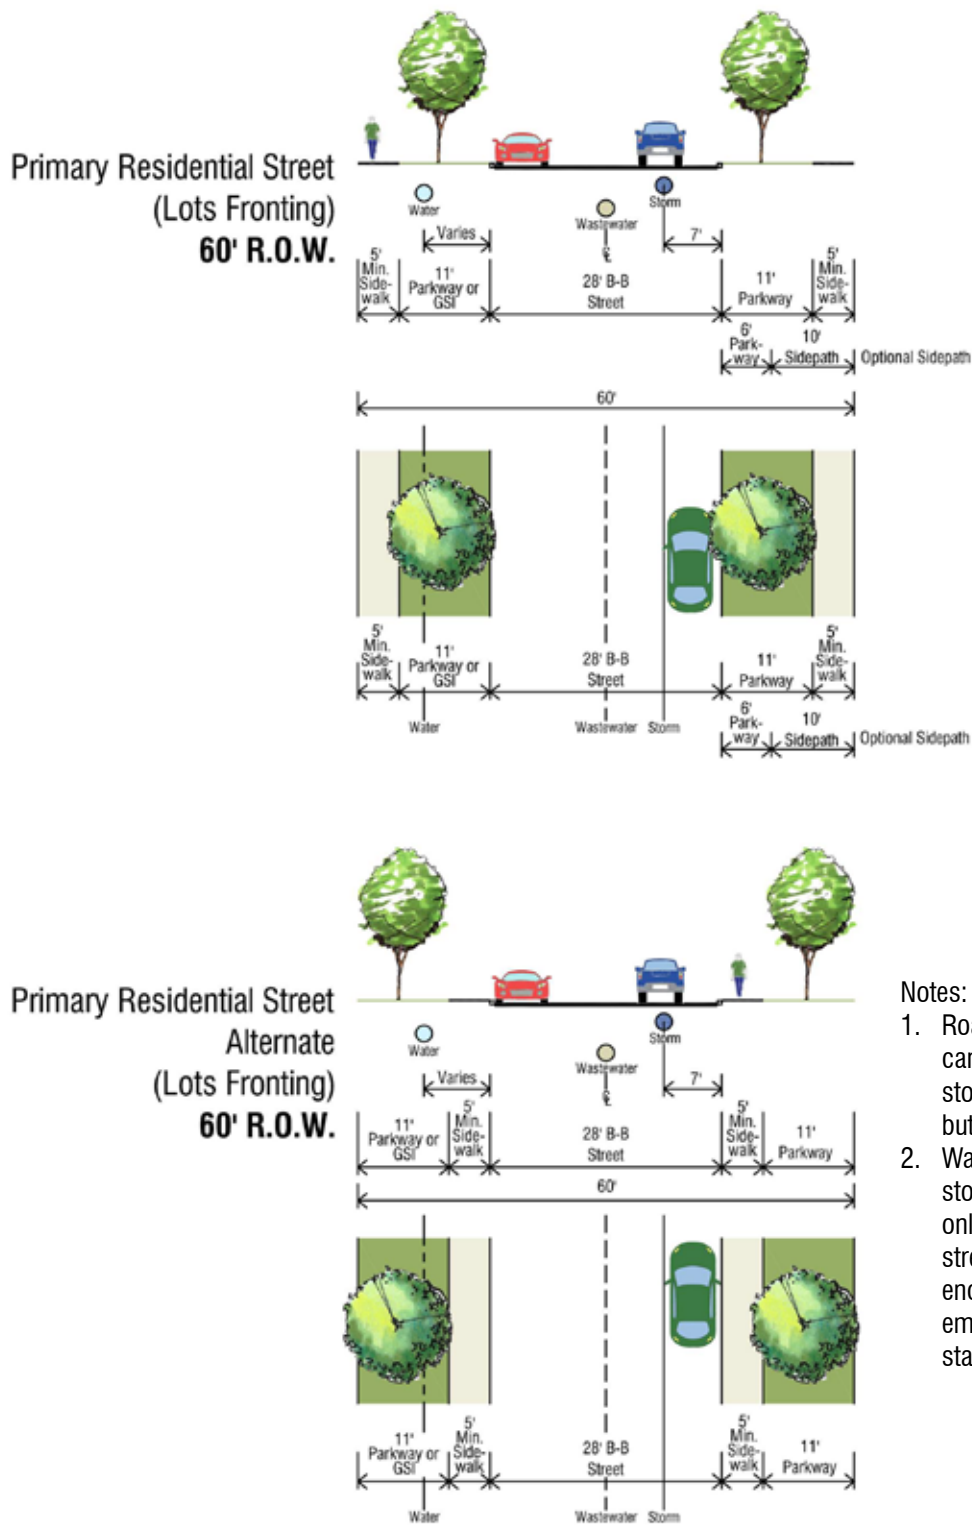 Primary Residential Street
(Lots Fronting)
60' R.O.W.
Water
Wastewater
Storm
Varies
℄
7'
5'
Min.
Side-
walk
11'
Parkway or
GSI
28' B-B
Street
11'
Parkway
5'
Min.
Side-
walk
6'
Park-
way
10'
Sidepath
Optional Sidepath
60'
5'
Min.
Side-
walk
11'
Parkway or
GSI
28' B-B
Street
11'
Parkway
5'
Min.
Side-
walk
Water
Wastewater
Storm
6'
Park-
way
10'
Sidepath
Optional Sidepath
Primary Residential Street
Alternate
(Lots Fronting)
60' R.O.W.
Water
Wastewater
Storm
Varies
℄
7'
11'
Parkway or
GSI
5'
Min.
Side-
walk
28' B-B
Street
5'
Min.
Side-
walk
11'
Parkway
60'
11'
Parkway or
GSI
5'
Min.
Side-
walk
28' B-B
Street
5'
Min.
Side-
walk
11'
Parkway
Water
Wastewater
Storm
Notes:
1.
2.
but